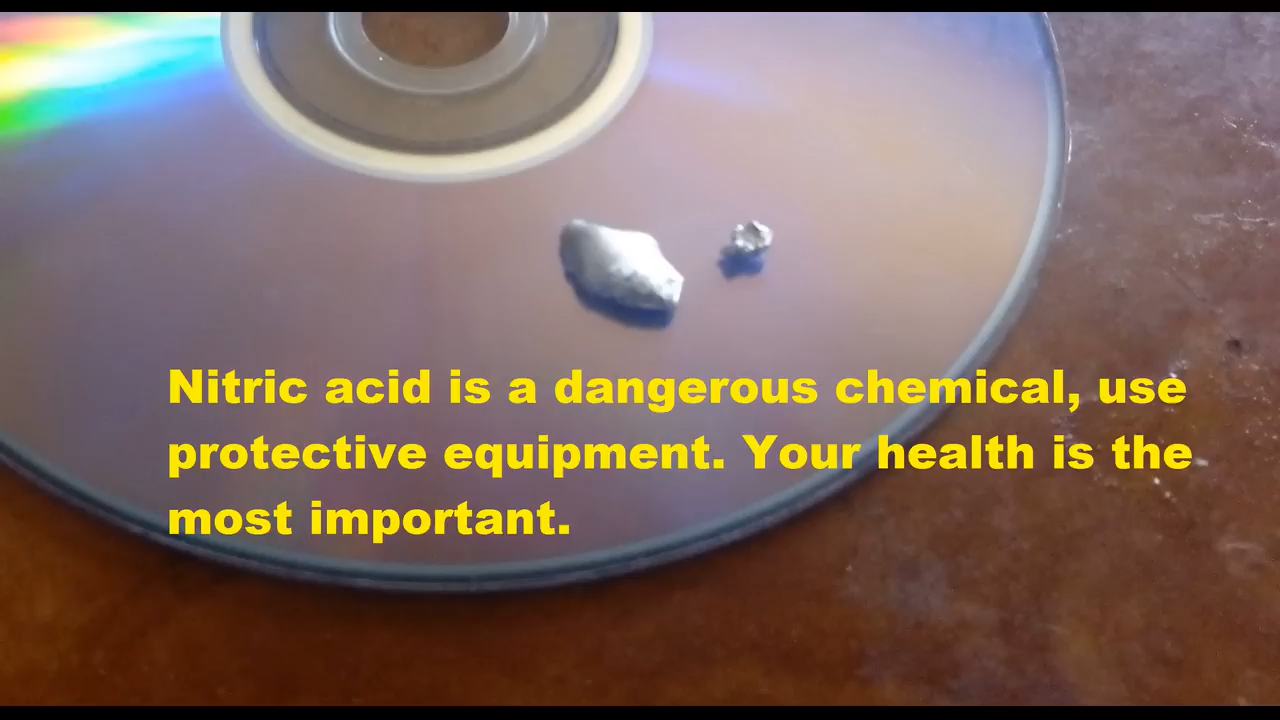 Nitric acid is a dangerous chemical, use
protective equipment. Your health is the
most important.